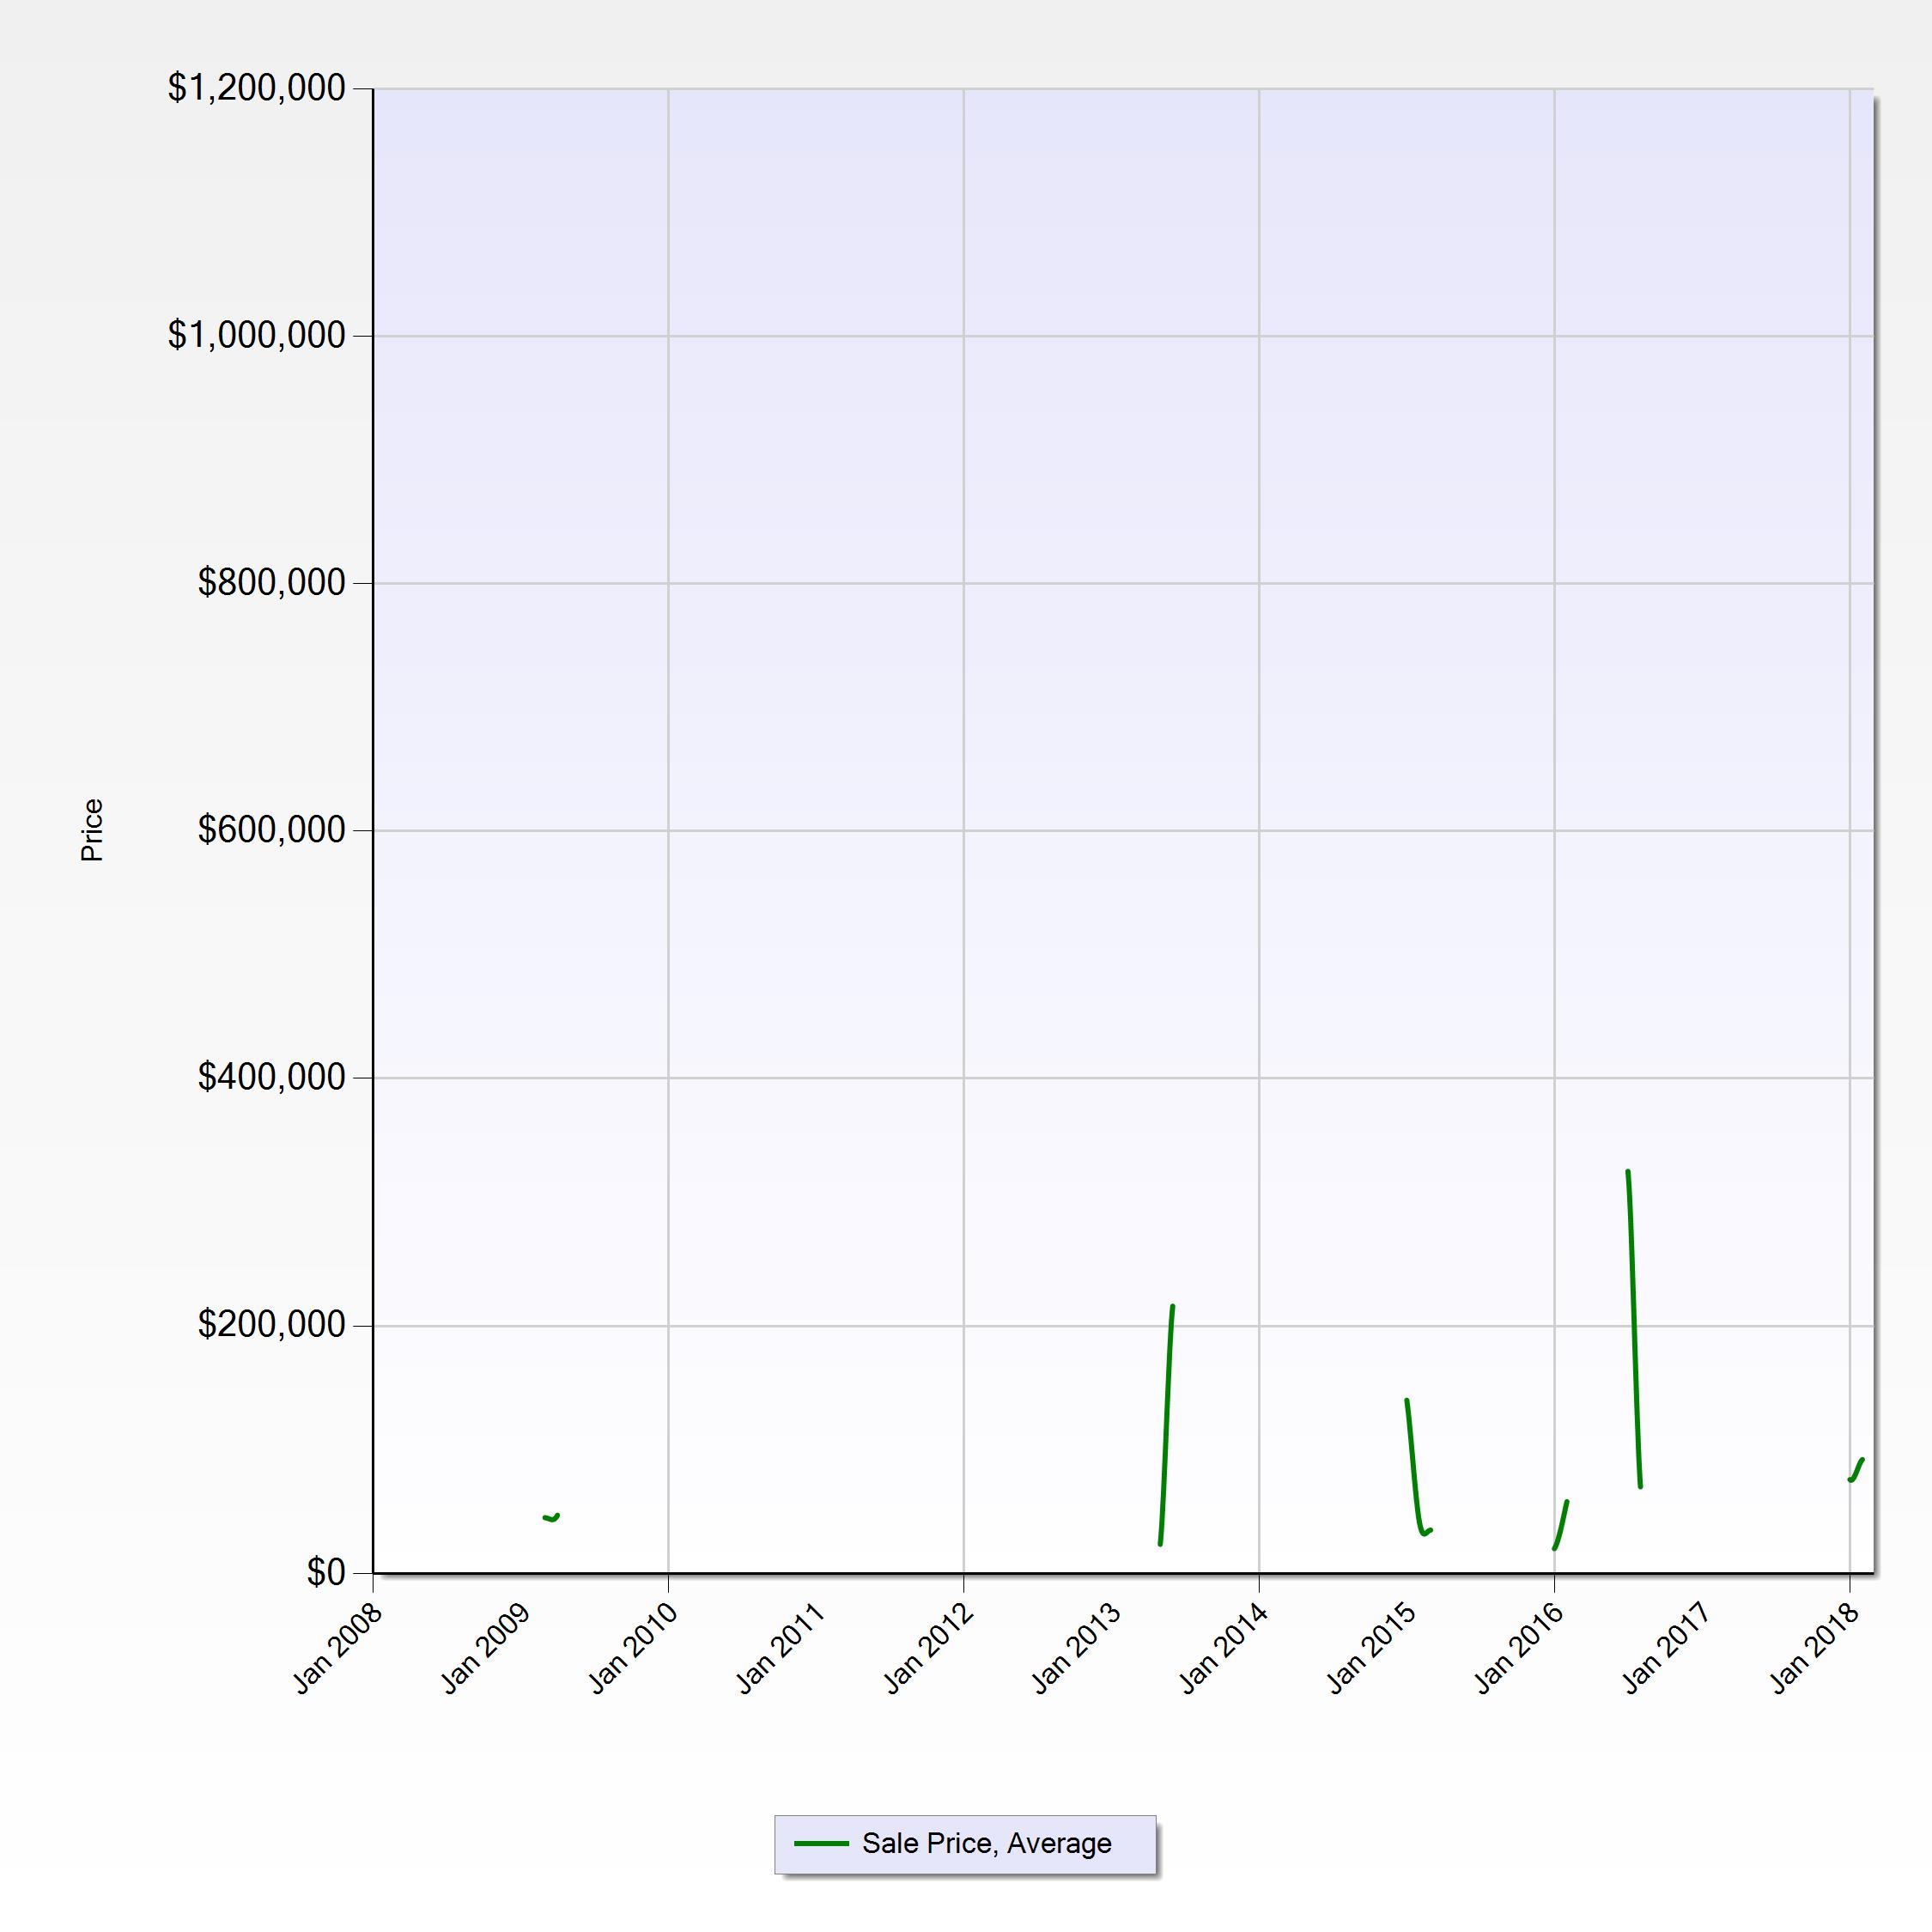 $1,200,000
$1,000,000
$800,000
$600,000
$400,000
$200,000
$0
Price
Jan 2008
Jan 2009
Jan 2010
Jan 2011
Jan 2012
Jan 2013
Jan 2014
Jan 2015
Jan 2016
Jan 2017
Jan 2018
Sale Price, Average